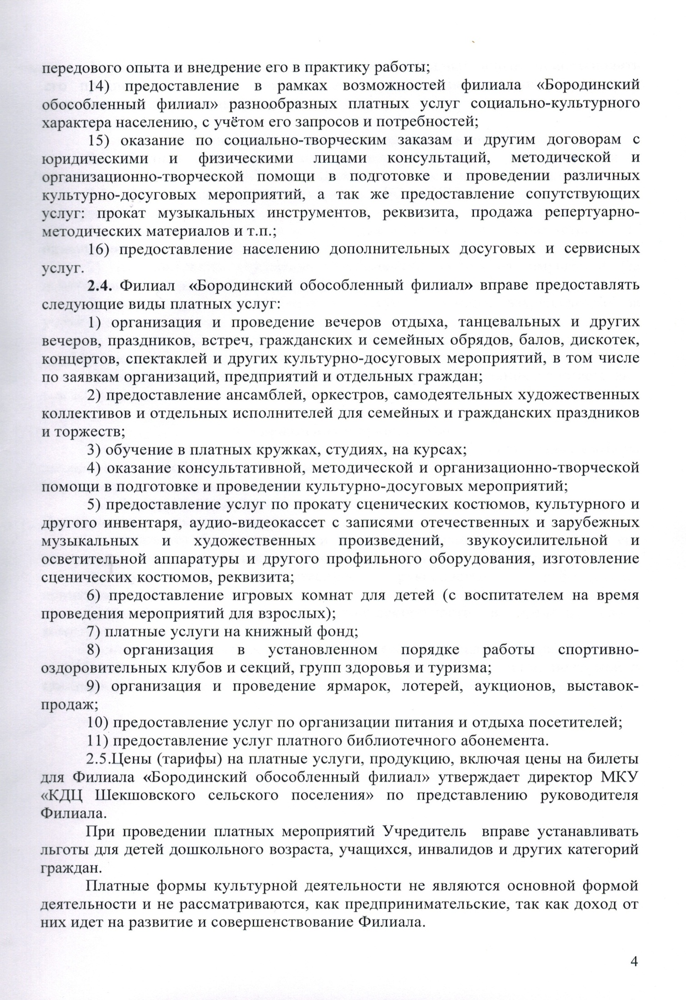 передового опыта и внедрение его в практику работы;
14) предоставление в рамках возможностей филиала «Бородинский
обособленный филиал» разнообразных платных услуг социально-культурного
характера населению, с учётом его запросов и потребностей;
15) оказание по социально-творческим заказам и другим договорам с
юридическими и физическими лицами консультаций, методической и
организационно-творческой помощи в подготовке и проведении различных
культурно-досуговых мероприятий, а так же предоставление сопутствующих
услуг: прокат музыкальных инструментов, реквизита, продажа репертуарно-
методических материалов и т.п.;
16) предоставление населению дополнительных досуговых и сервисных
услуг.
2.4. Филиал «Бородинский обособленный филиал» вправе предоставлять
следующие виды платных услуг:
1) организация и проведение вечеров отдыха, танцевальных и других
вечеров, праздников, встреч, гражданских и семейных обрядов, балов, дискотек,
концертов, спектаклей и других культурно-досуговых мероприятий, в том числе
по заявкам организаций, предприятий и отдельных граждан;
2) предоставление ансамблей, оркестров, самодеятельных художественных
коллективов и отдельных исполнителей для семейных и гражданских праздников
и торжеств;
3) обучение в платных кружках, студиях, на курсах;
4) оказание консультативной, методической и организационно-творческой
помощи в подготовке и проведении культурно-досуговых мероприятий;
5) предоставление услуг по прокату сценических костюмов, культурного и
другого инвентаря, аудио-видеокассет с записями отечественных и зарубежных
музыкальных и художественных произведений, звукоусилительной и
осветительной аппаратуры и другого профильного оборудования, изготовление
сценических костюмов, реквизита;
6) предоставление игровых комнат для детей (с воспитателем на время
проведения мероприятий для взрослых);
7) платные услуги на книжный фонд;
8) организация в установленном порядке работы спортивно-
оздоровительных клубов и секций, групп здоровья и туризма;
9) организация и проведение ярмарок, лотерей, аукционов, выставок-
продаж;
10) предоставление услуг по организации питания и отдыха посетителей;
11) предоставление услуг платного библиотечного абонемента.
2.5.Цены (тарифы) на платные услуги, продукцию, включая цены на билеты
для Филиала «Бородинский обособленный филиал» утверждает директор МКУ
«КДЦ Шекшовского сельского поселения» по представлению руководителя
Филиала.
При проведении платных мероприятий Учредитель вправе устанавливать
льготы для детей дошкольного возраста, учащихся, инвалидов и других категорий
граждан.
Платные формы культурной деятельности не являются основной формой
деятельности и не рассматриваются, как предпринимательские, так как доход от
них идет на развитие и совершенствование Филиала.
4